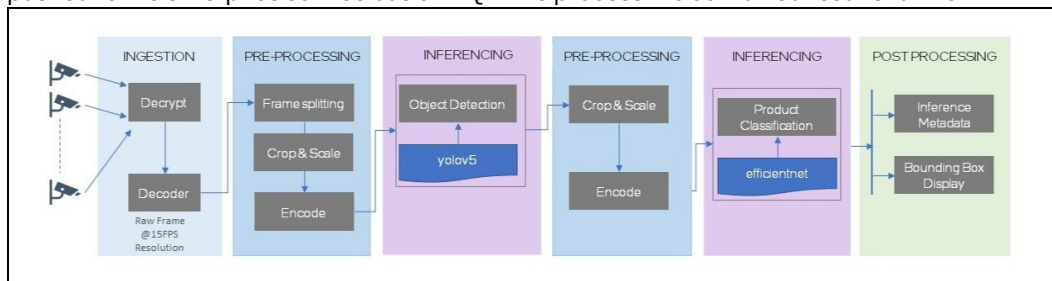 INGESTION
Decrypt
Decoder
Raw Frame
@15FPS
Resolution
PRE-PROCESSING
Frame splitting
Crop & Scale
Encode
INFERENCING
Object Detection
yolov5
PRE-PROCESSING
Crop & Scale
Encode
INFERENCING
Product
Classification
efficientnet
POST PROCESSING
Inference
Metadata
Bounding Box
Display